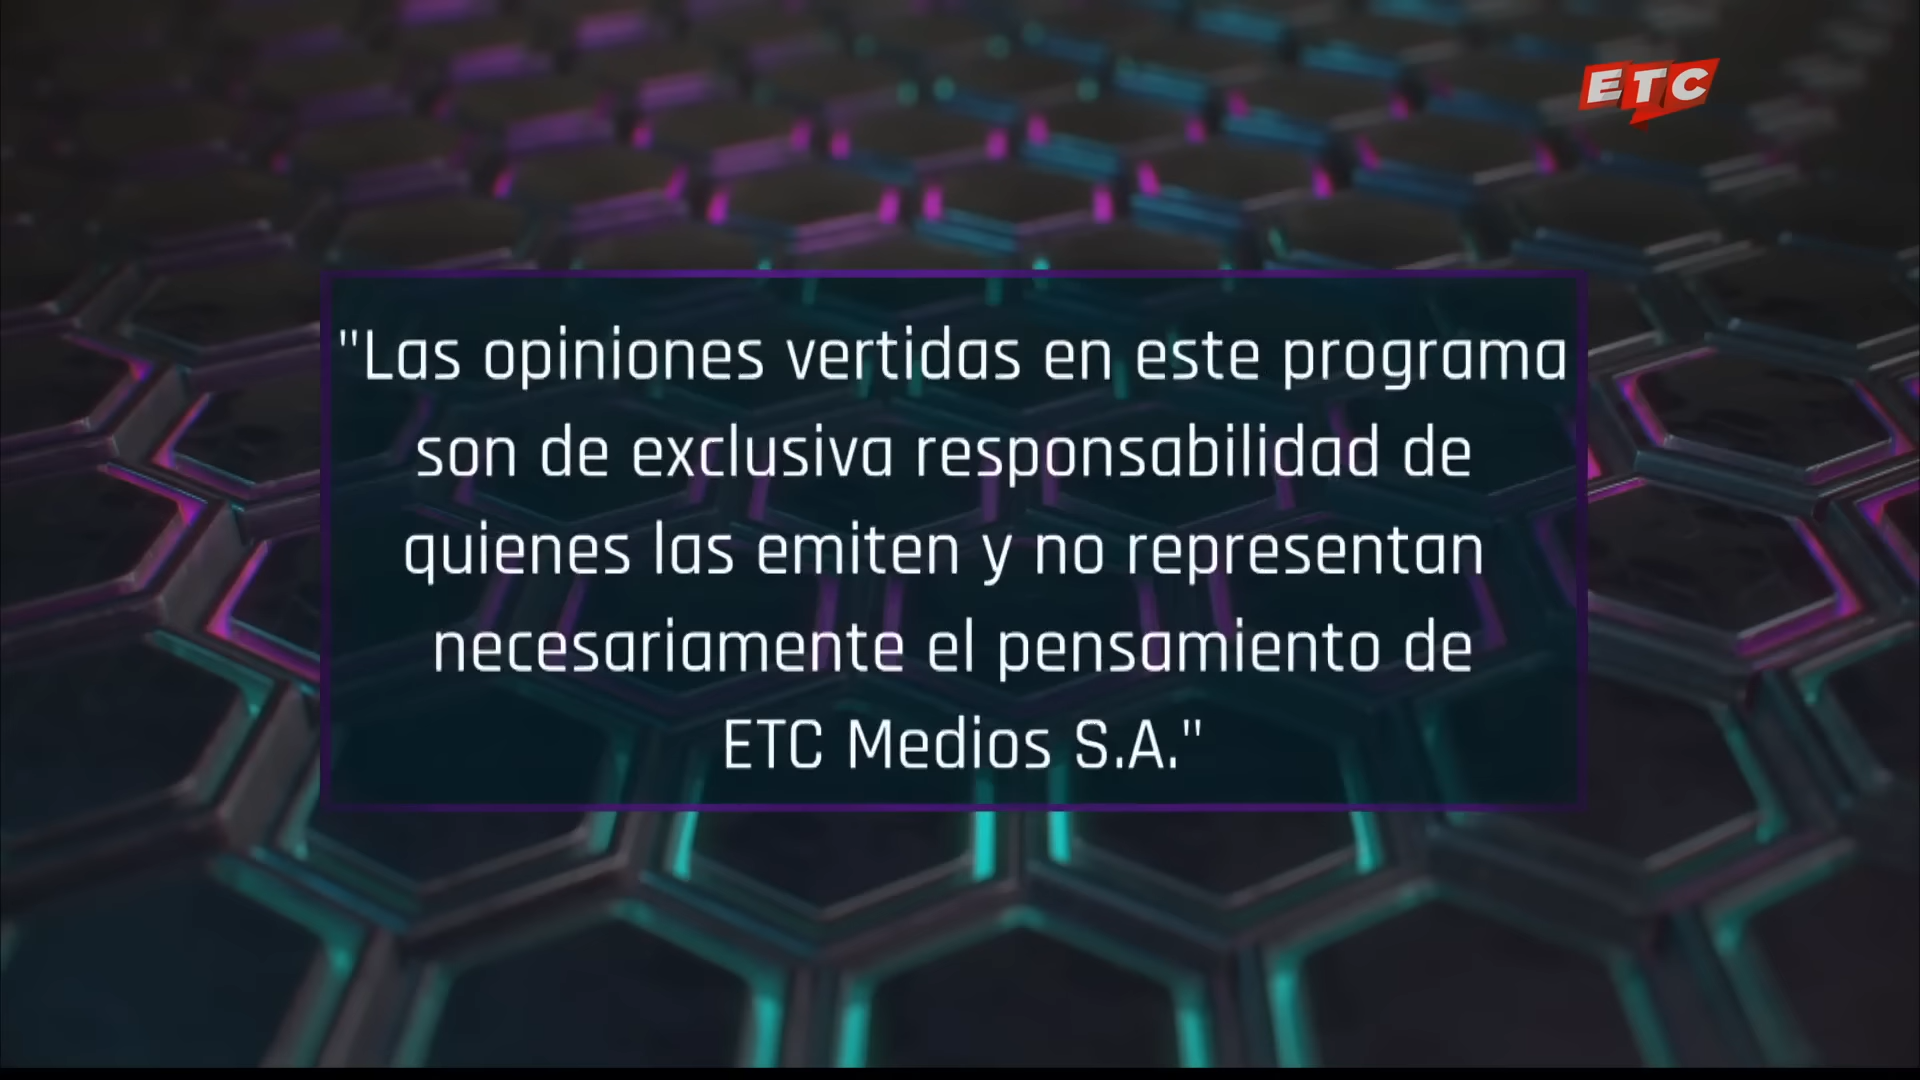 ETC
"Las opiniones vertidas en este programa
son de exclusiva responsabilidad de
quienes las emiten y no representan
necesariamente el pensamiento de
ETC Medios S.A."